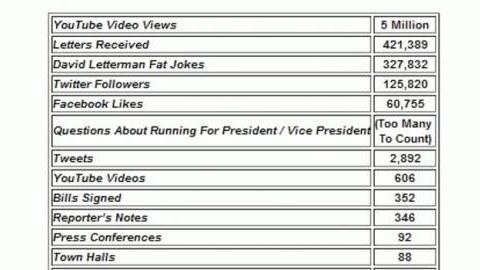 YouTube Video Views 5 Million
Letters Received 421,389
David Letterman Fat Jokes 327,832
Twitter Followers 125,820
Facebook Likes 60,755
Questions About Running For President / Vice President (Too Many
To Count)
Tweets 2,892
YouTube Videos 606
Bills Signed 352
Reporter's Notes 346
Press Conferences 92
Town Halls 88